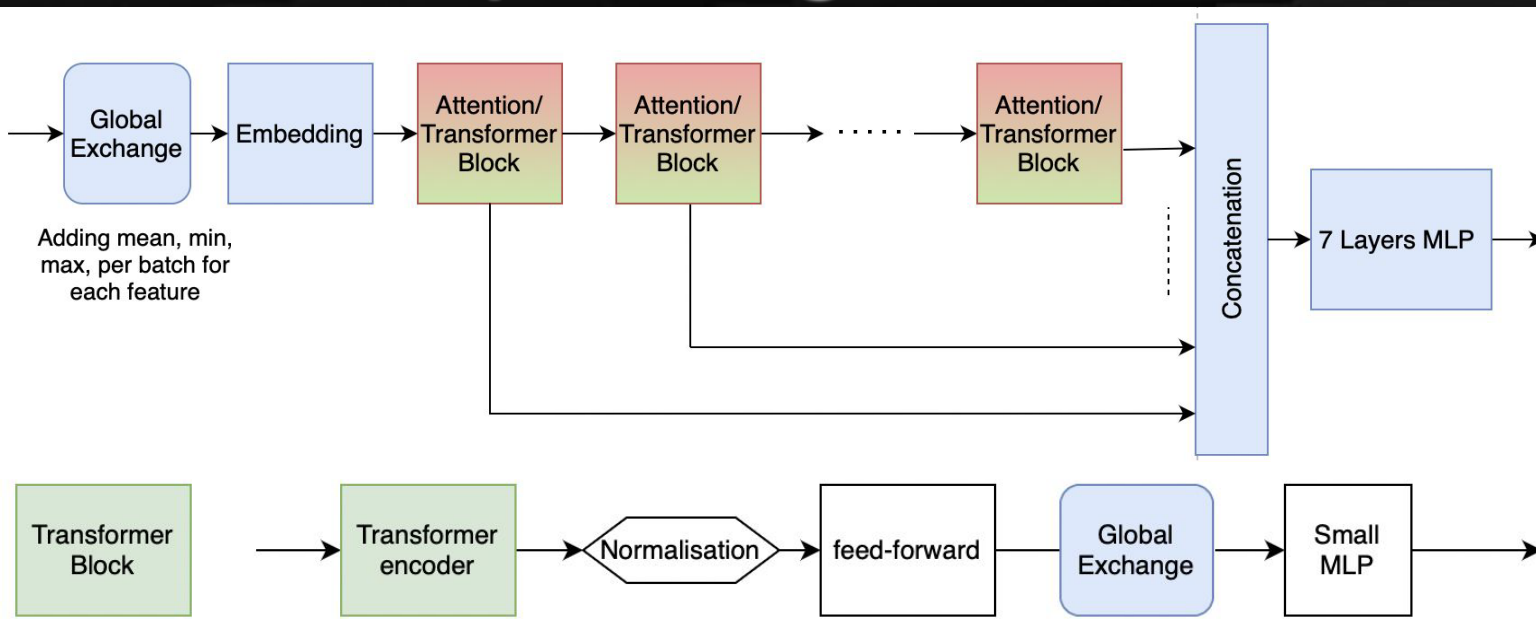 Global
Exchange
Embedding
Attention/
Transformer
Block
Attention/
Transformer
Block
.....
Attention/
Transformer
Block
Concatenation
7 Layers MLP
Adding mean, min,
max, per batch for
each feature
Transformer
Block
Transformer
encoder
Normalisation
feed-forward
Global
Exchange
Small
MLP